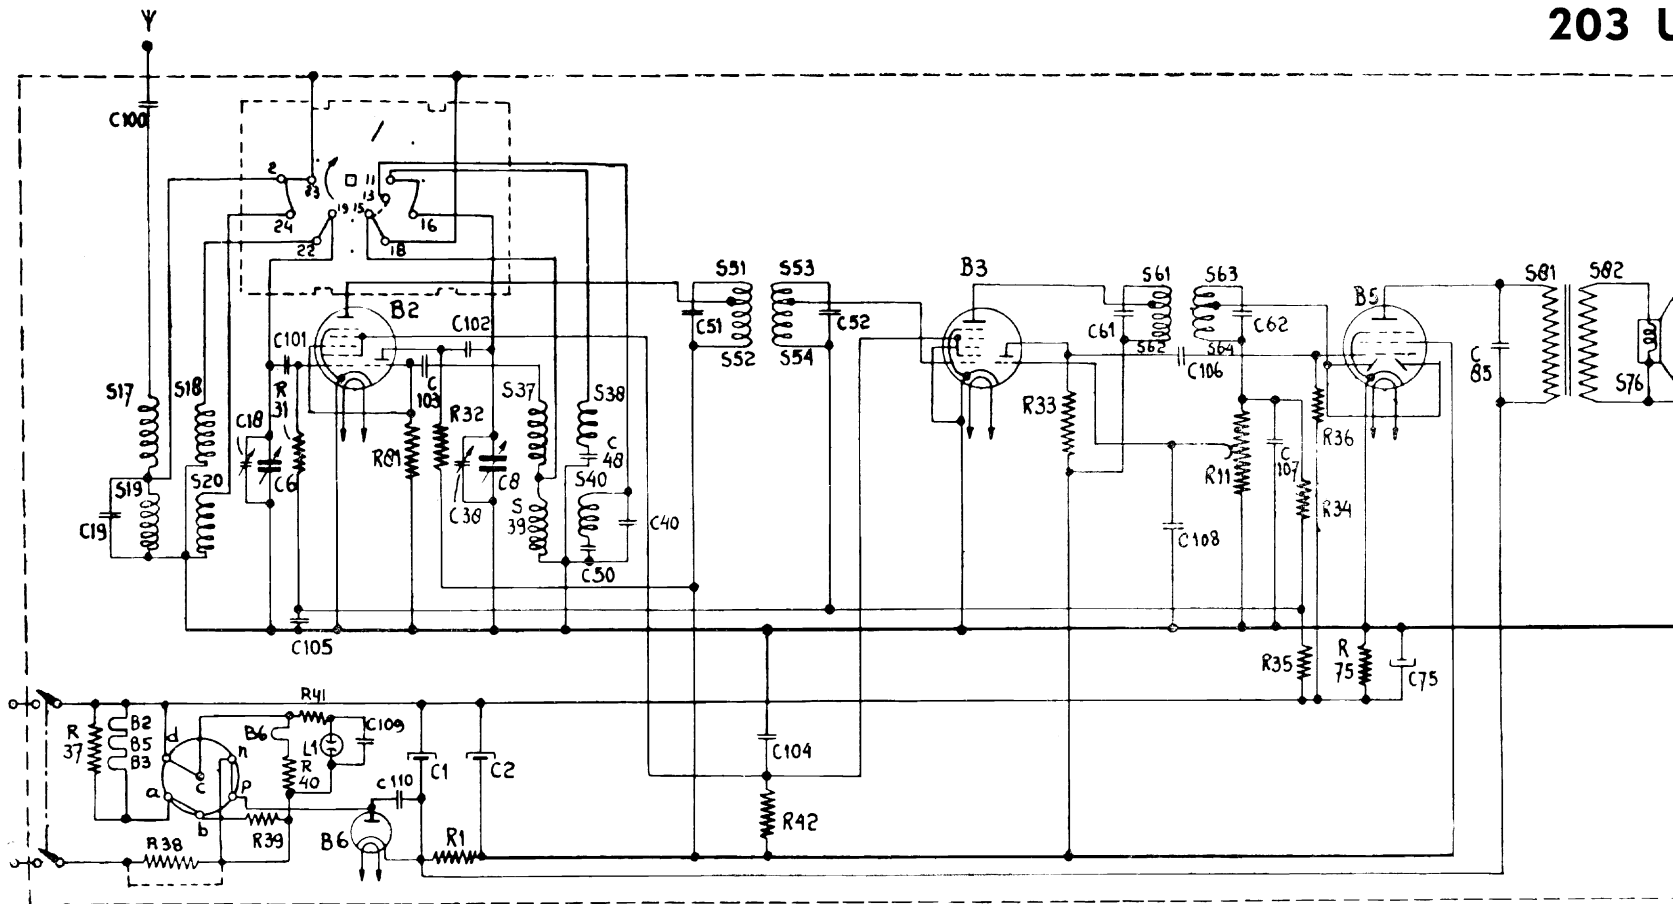 203 U
C100
2
23
11
13
24
19
15
16
22
18
B2
S51
S53
B3
S61
S63
S81
S82
B5
C101
C102
C51
C52
C61
C62
S52
S54
S62
S64
C106
C
85
S76
S17
S18
R
31
C
103
S37
S38
C18
R32
R33
R36
C
48
R81
C6
C8
R11
C
107
S19
S20
S40
C38
S
39
C40
R34
C19
C108
C50
C105
R35
R
75
C75
R41
B2
B6
C109
R
37
B5
d
L1
n
B3
R
40
C1
C2
C104
c
C110
a
p
b
R39
B6
R1
R42
R38